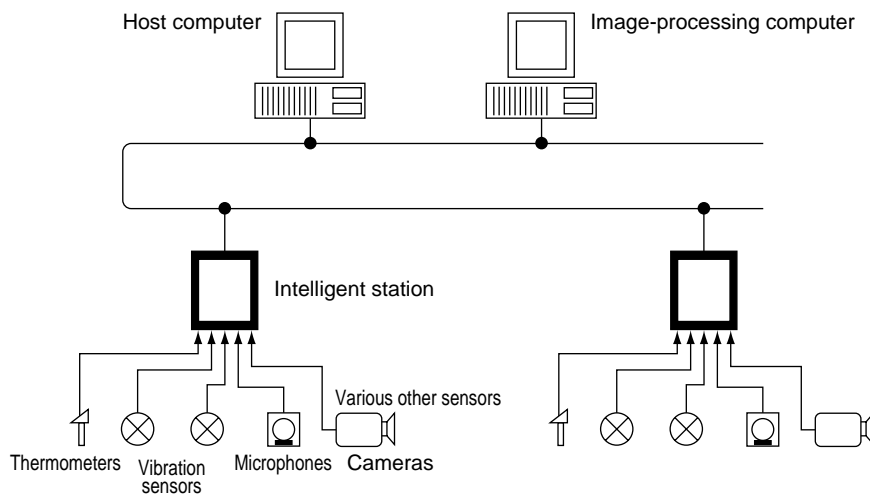 Host computer
Image-processing computer
Intelligent station
Various other sensors
Thermometers
Vibration
sensors
Microphones
Cameras